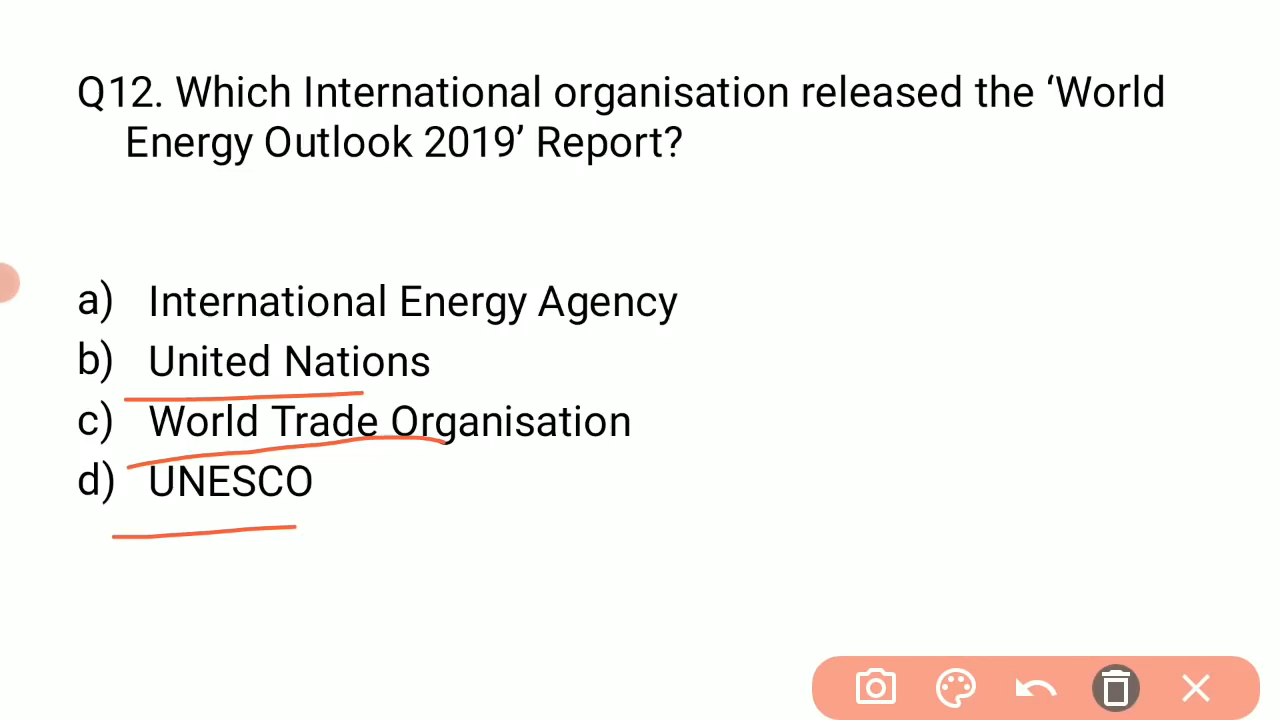 Q12. Which International organisation released the ‘World
Energy Outlook 2019’ Report?
a) International Energy Agency
b) United Nations
c) World Trade Organisation
d) UNESCO